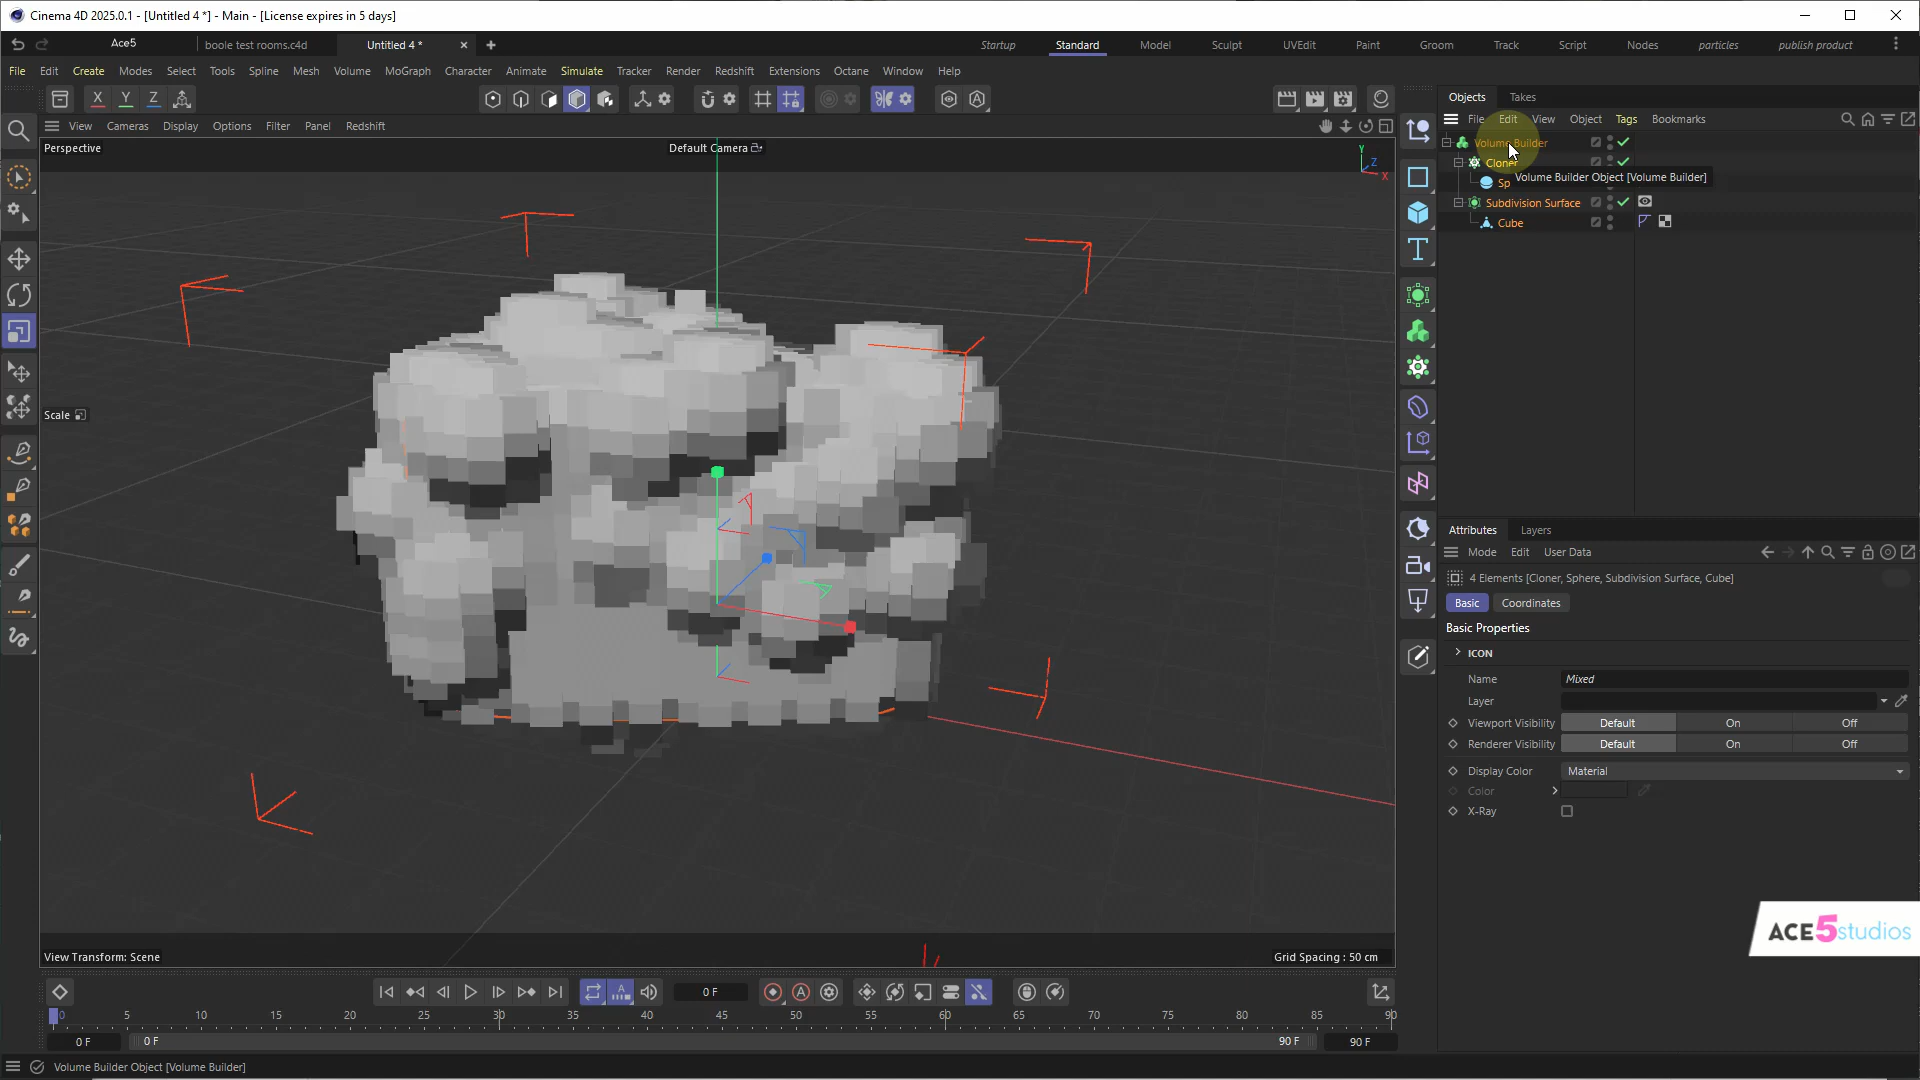 Cinema 4D 2025.0.1 - [Untitled 4 *] - Main - [License expires in 5 days]
Ace5
boole test rooms.c4d
Untitled 4 *
Startup
Standard
Model
Sculpt
UVEdit
Paint
Groom
Track
Script
Nodes
particles
publish product
File Edit Create Modes Select Tools Spline Mesh Volume MoGraph Character Animate Simulate Tracker Render Redshift Extensions Octane Window Help
X Y Z
Objects Takes
View Cameras Display Options Filter Panel Redshift
File Edit View Object Tags Bookmarks
Perspective
Default Camera
Y
Z
X
Volume Builder
Cloner
Volume Builder Object [Volume Builder]
Sp
Subdivision Surface
Cube
Scale
Attributes Layers
Mode Edit User Data
4 Elements [Cloner, Sphere, Subdivision Surface, Cube]
Basic Coordinates
Basic Properties
ICON
Name Mixed
Layer
Viewport Visibility Default On Off
Renderer Visibility Default On Off
Display Color Material
Color
X-Ray
ACE5studios
View Transform: Scene
Grid Spacing : 50 cm
0 F
0 5 10 15 20 25 30 35 40 45 50 55 60 65 70 75 80 85 90
0 F 0 F 90 F 90 F
Volume Builder Object [Volume Builder]